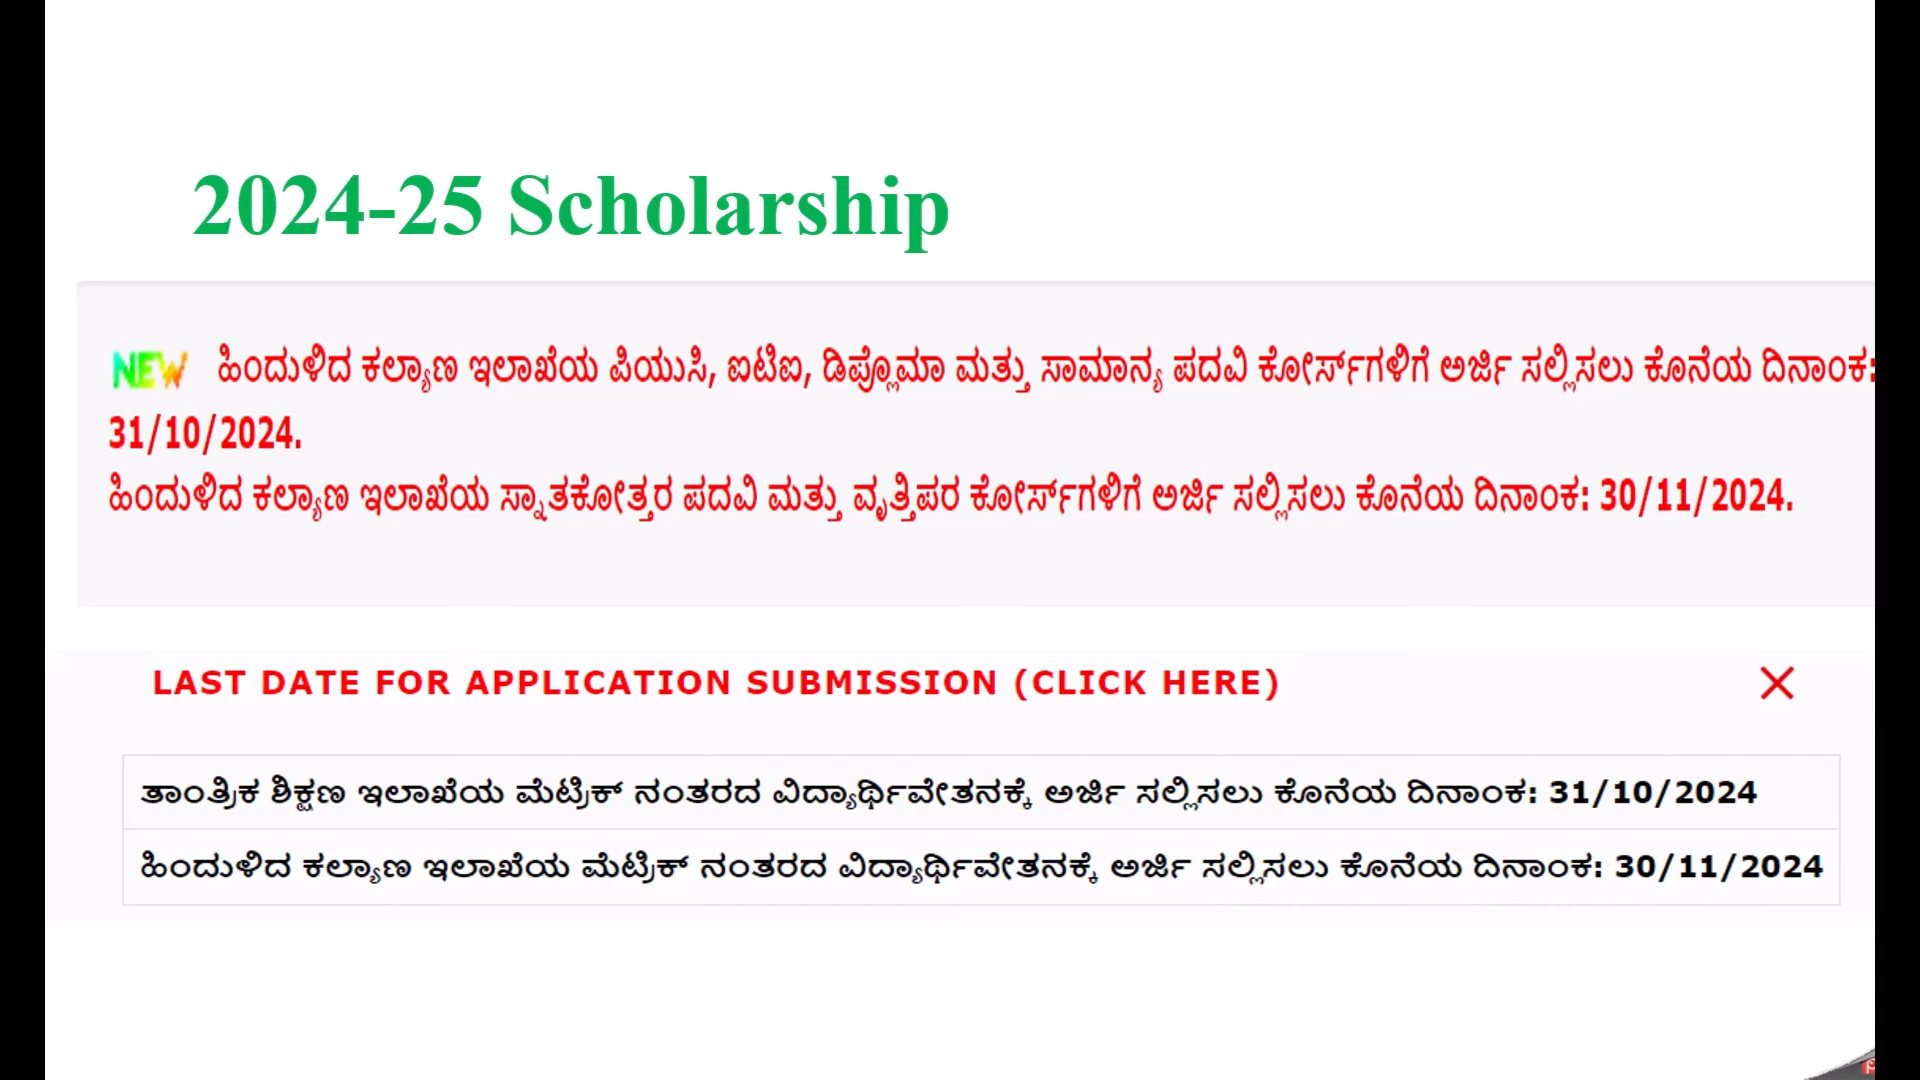 2024-25 Scholarship
NEW ಹಿಂದುಳಿದ ಕಲ್ಯಾಣ ಇಲಾಖೆಯ ಪಿಯುಸಿ, ಐಟಿಐ, ಡಿಪ್ಲೊಮಾ ಮತ್ತು ಸಾಮಾನ್ಯ ಪದವಿ ಕೋರ್ಸ್‌ಗಳಿಗೆ ಅರ್ಜಿ ಸಲ್ಲಿಸಲು ಕೊನೆಯ ದಿನಾಂಕ:
31/10/2024.
ಹಿಂದುಳಿದ ಕಲ್ಯಾಣ ಇಲಾಖೆಯ ಸ್ನಾತಕೋತ್ತರ ಪದವಿ ಮತ್ತು ವೃತ್ತಿಪರ ಕೋರ್ಸ್‌ಗಳಿಗೆ ಅರ್ಜಿ ಸಲ್ಲಿಸಲು ಕೊನೆಯ ದಿನಾಂಕ: 30/11/2024.
LAST DATE FOR APPLICATION SUBMISSION (CLICK HERE)
ತಾಂತ್ರಿಕ ಶಿಕ್ಷಣ ಇಲಾಖೆಯ ಮೆಟ್ರಿಕ್ ನಂತರದ ವಿದ್ಯಾರ್ಥಿವೇತನಕ್ಕೆ ಅರ್ಜಿ ಸಲ್ಲಿಸಲು ಕೊನೆಯ ದಿನಾಂಕ: 31/10/2024
ಹಿಂದುಳಿದ ಕಲ್ಯಾಣ ಇಲಾಖೆಯ ಮೆಟ್ರಿಕ್ ನಂತರದ ವಿದ್ಯಾರ್ಥಿವೇತನಕ್ಕೆ ಅರ್ಜಿ ಸಲ್ಲಿಸಲು ಕೊನೆಯ ದಿನಾಂಕ: 30/11/2024